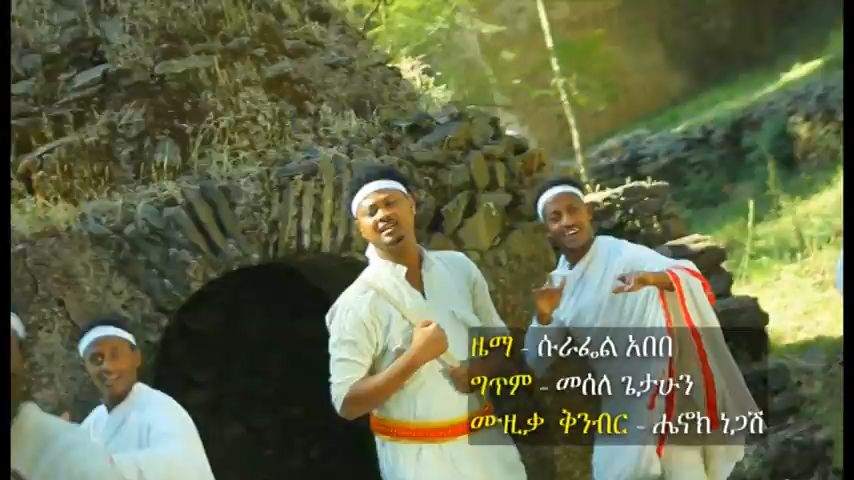 ዜማ - ሱራፌል አበበ
ግጥም - መሰለ ጌታሁን
ሙዚቃ ቅንብር - ሔኖክ ነጋሽ